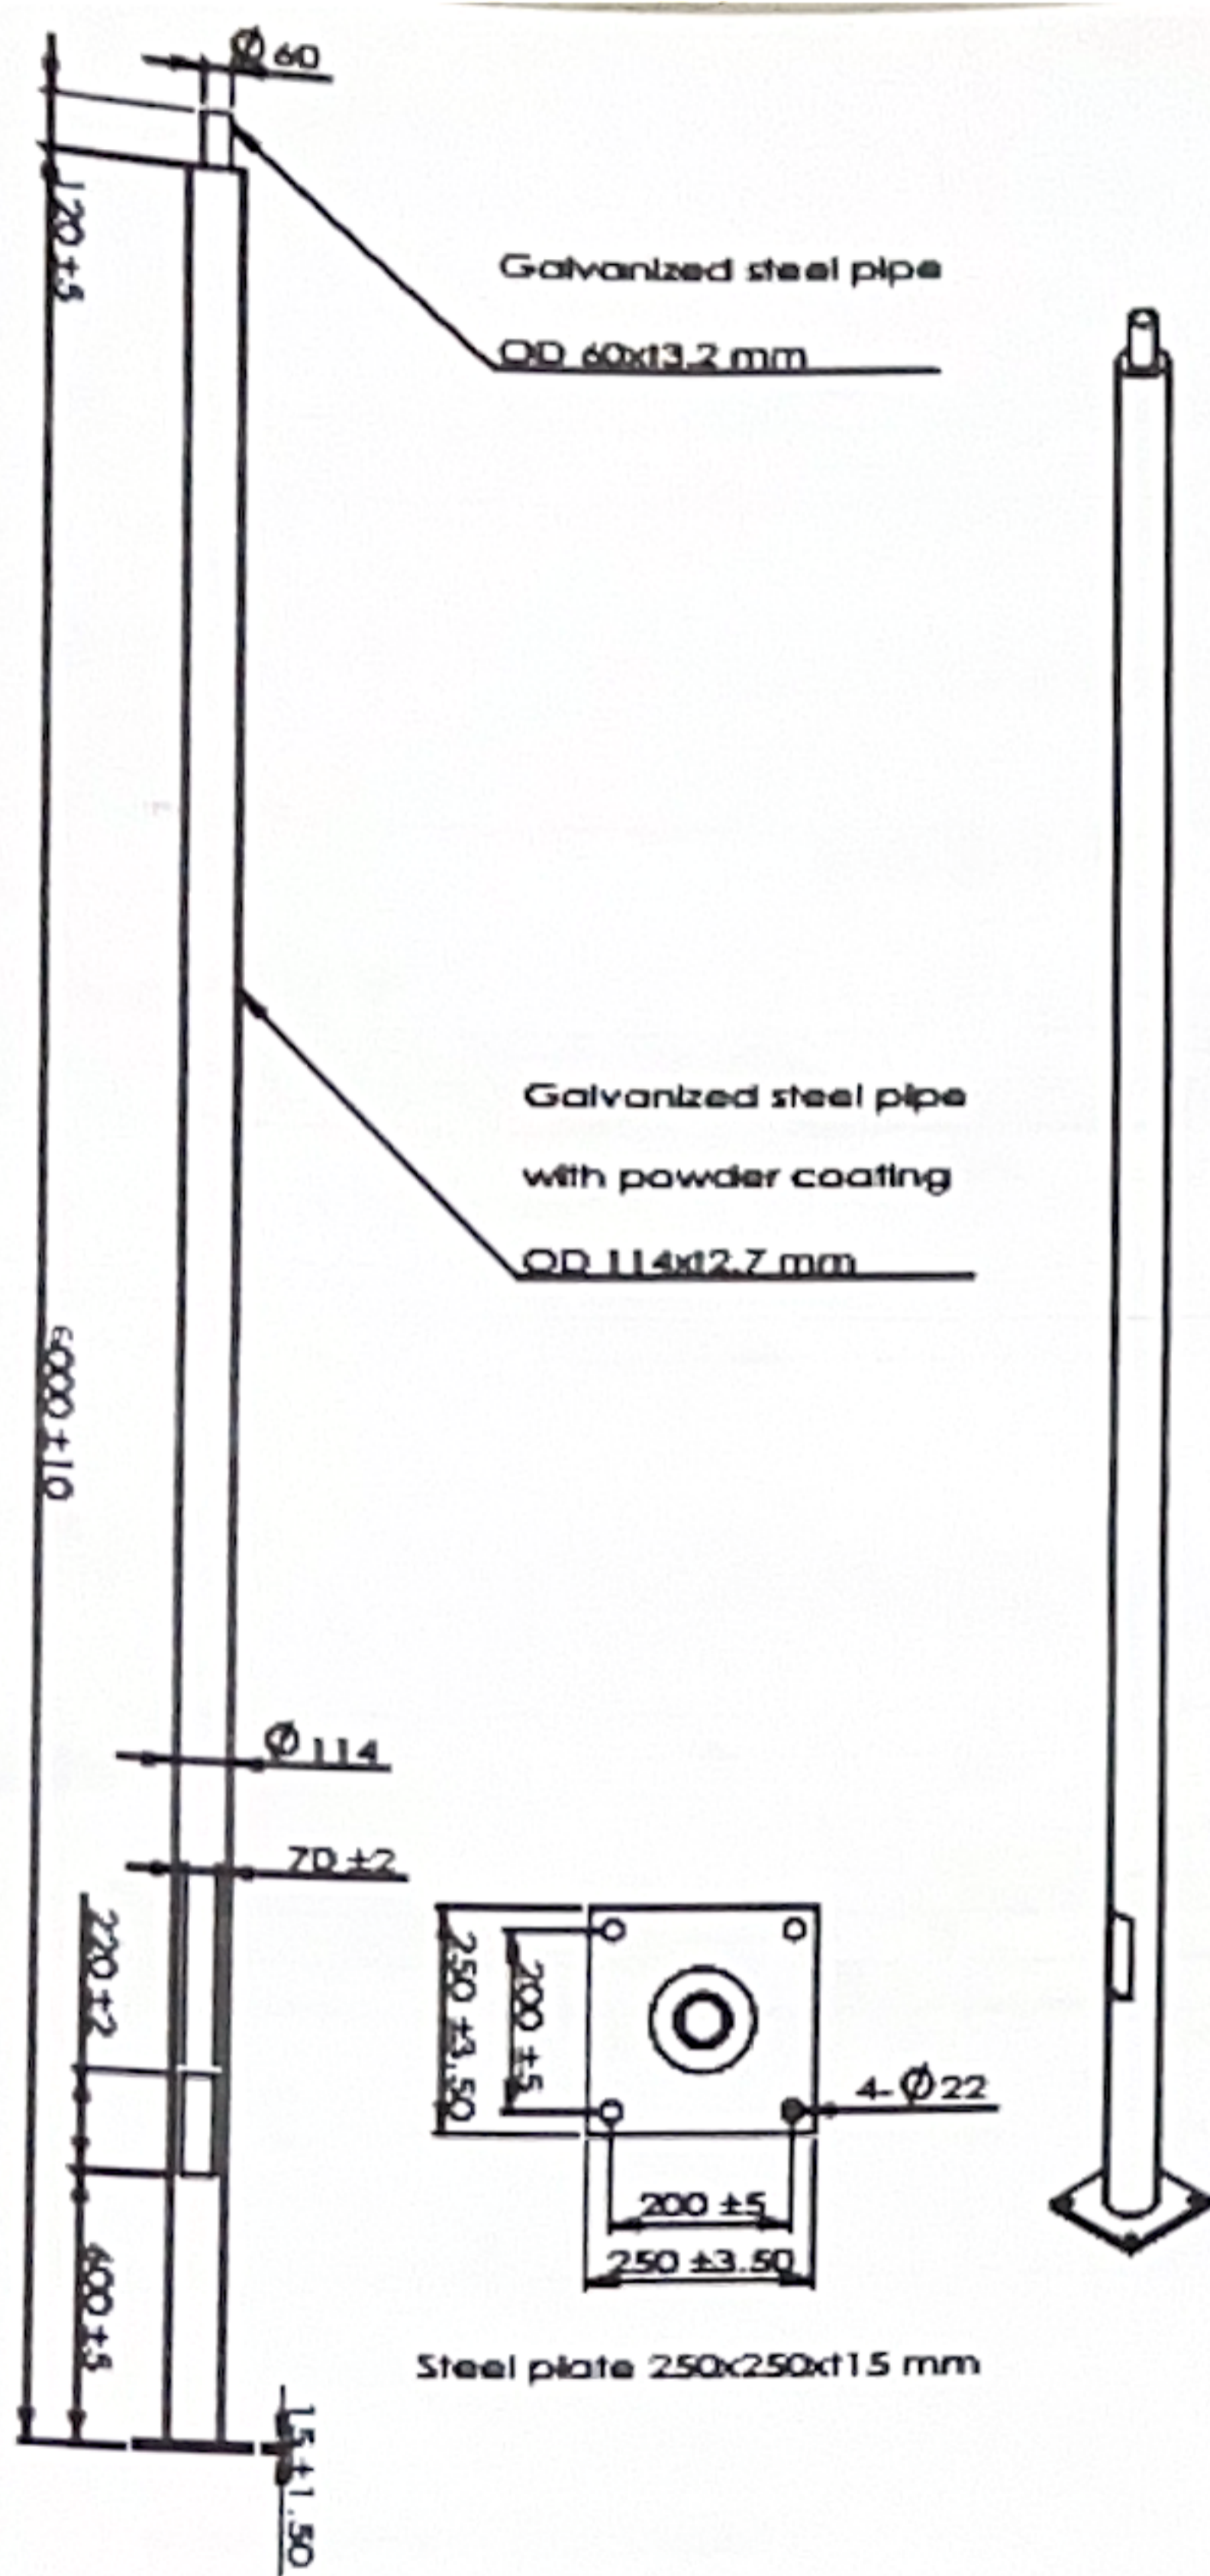 Ø 60
120 ±5
Galvanized steel pipe
OD 60xt3.2 mm
Galvanized steel pipe
with powder coating
OD 114xt2.7 mm
6000 ±10
Ø 114
70 ±2
220 ±2
250 ±3.50
200 ±5
4-Ø22
200 ±5
250 ±3.50
600 ±5
Steel plate 250x250xt15 mm
15 ±1.50